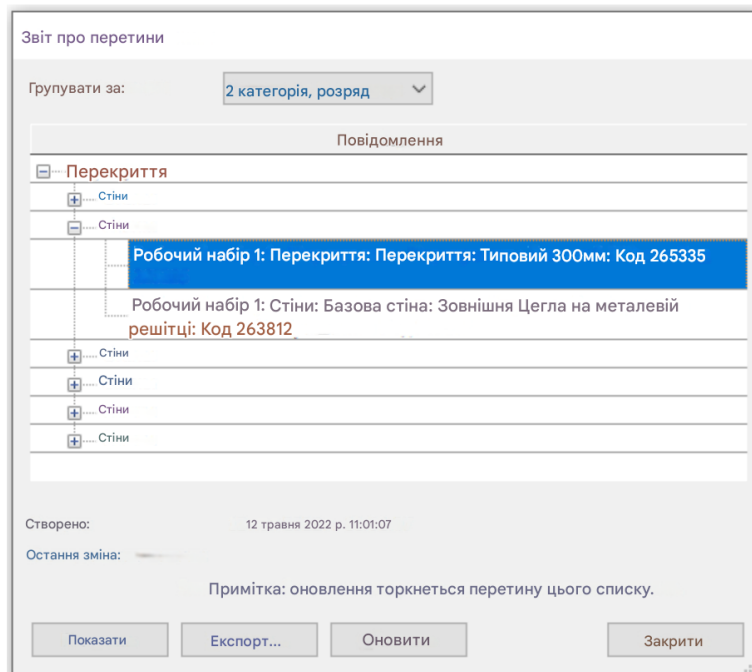 Звіт про перетини
Групувати за:
2 категорія, розряд
Повідомлення
Перекриття
Стіни
Стіни
Робочий набір 1: Перекриття: Перекриття: Типовий 300мм: Код 265335
Робочий набір 1: Стіни: Базова стіна: Зовнішня Цегла на металевій
решітці: Код 263812
Стіни
Стіни
Стіни
Стіни
Створено: 12 травня 2022 р. 11:01:07
Остання зміна:
Примітка: оновлення торкнеться перетину цього списку.
Показати Експорт... Оновити Закрити